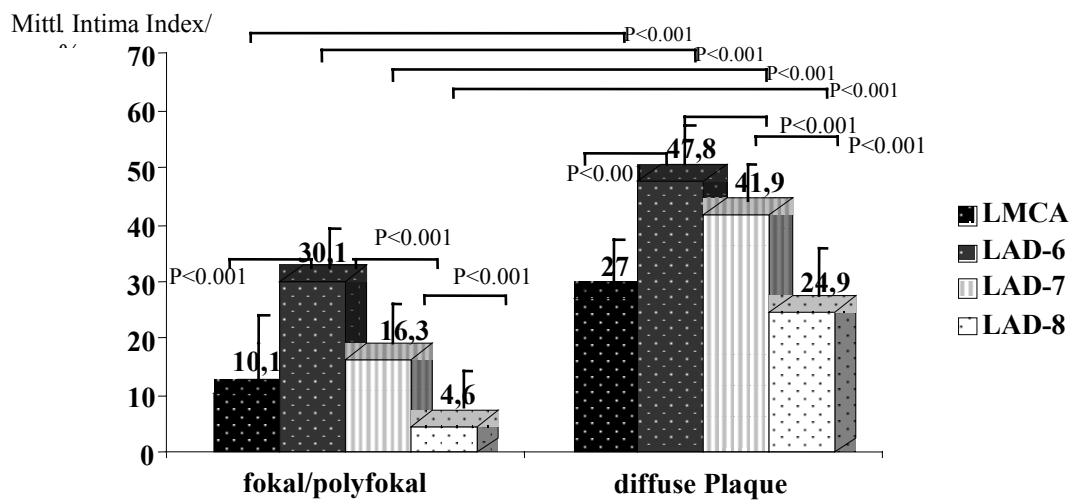 Mittl. Intima Index/
%
P<0.001
P<0.001
P<0.001
P<0.001
70
60
50
40
30
20
10
0
P<0.001
30,1
P<0.001
P<0.001
10,1
16,3
4,6
P<0.00
47,8
P<0.001
P<0.001
27
41,9
24,9
fokal/polyfokal
diffuse Plaque
LMCA
LAD-6
LAD-7
LAD-8